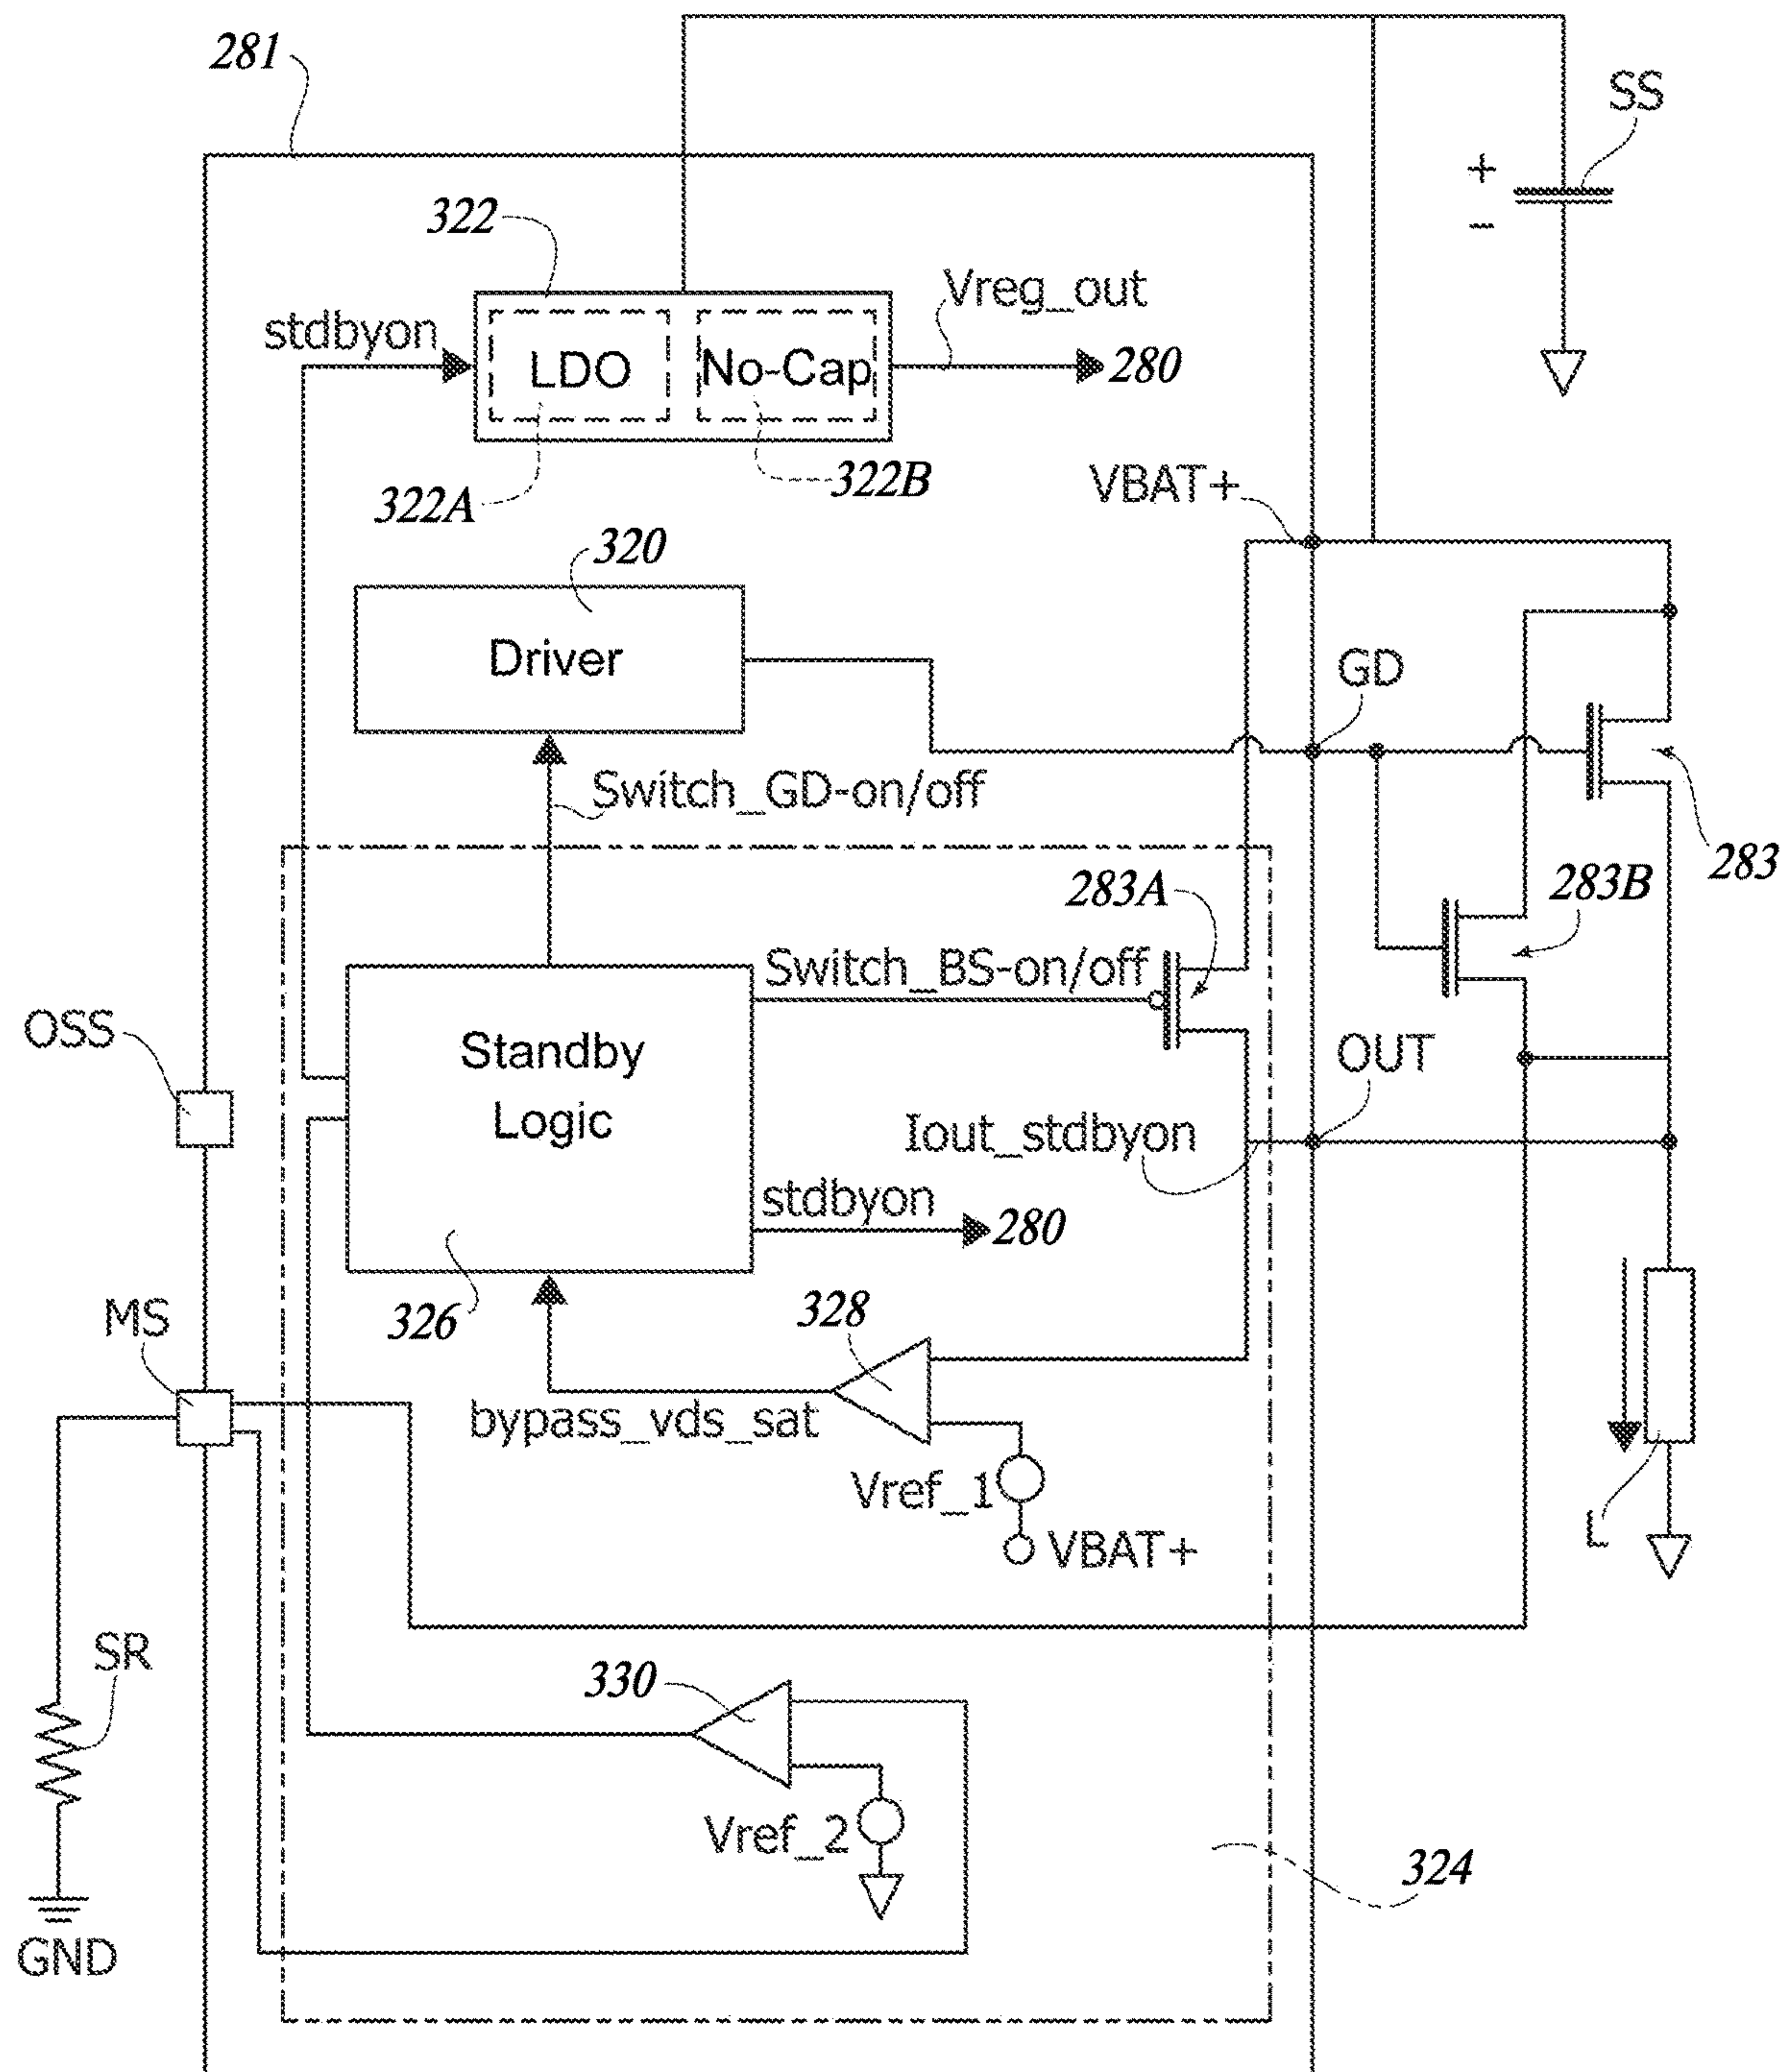 281
SS
+
−
322
Vreg_out
stdbyon
LDO
No-Cap
280
322A
322B
VBAT+
320
Driver
GD
Switch_GD-on/off
283
283A
283B
Switch_BS-on/off
OSS
Standby
Logic
OUT
Iout_stdbyon
stdbyon
280
MS
326
328
bypass_vds_sat
Vref_1
VBAT+
L
SR
330
Vref_2
324
GND